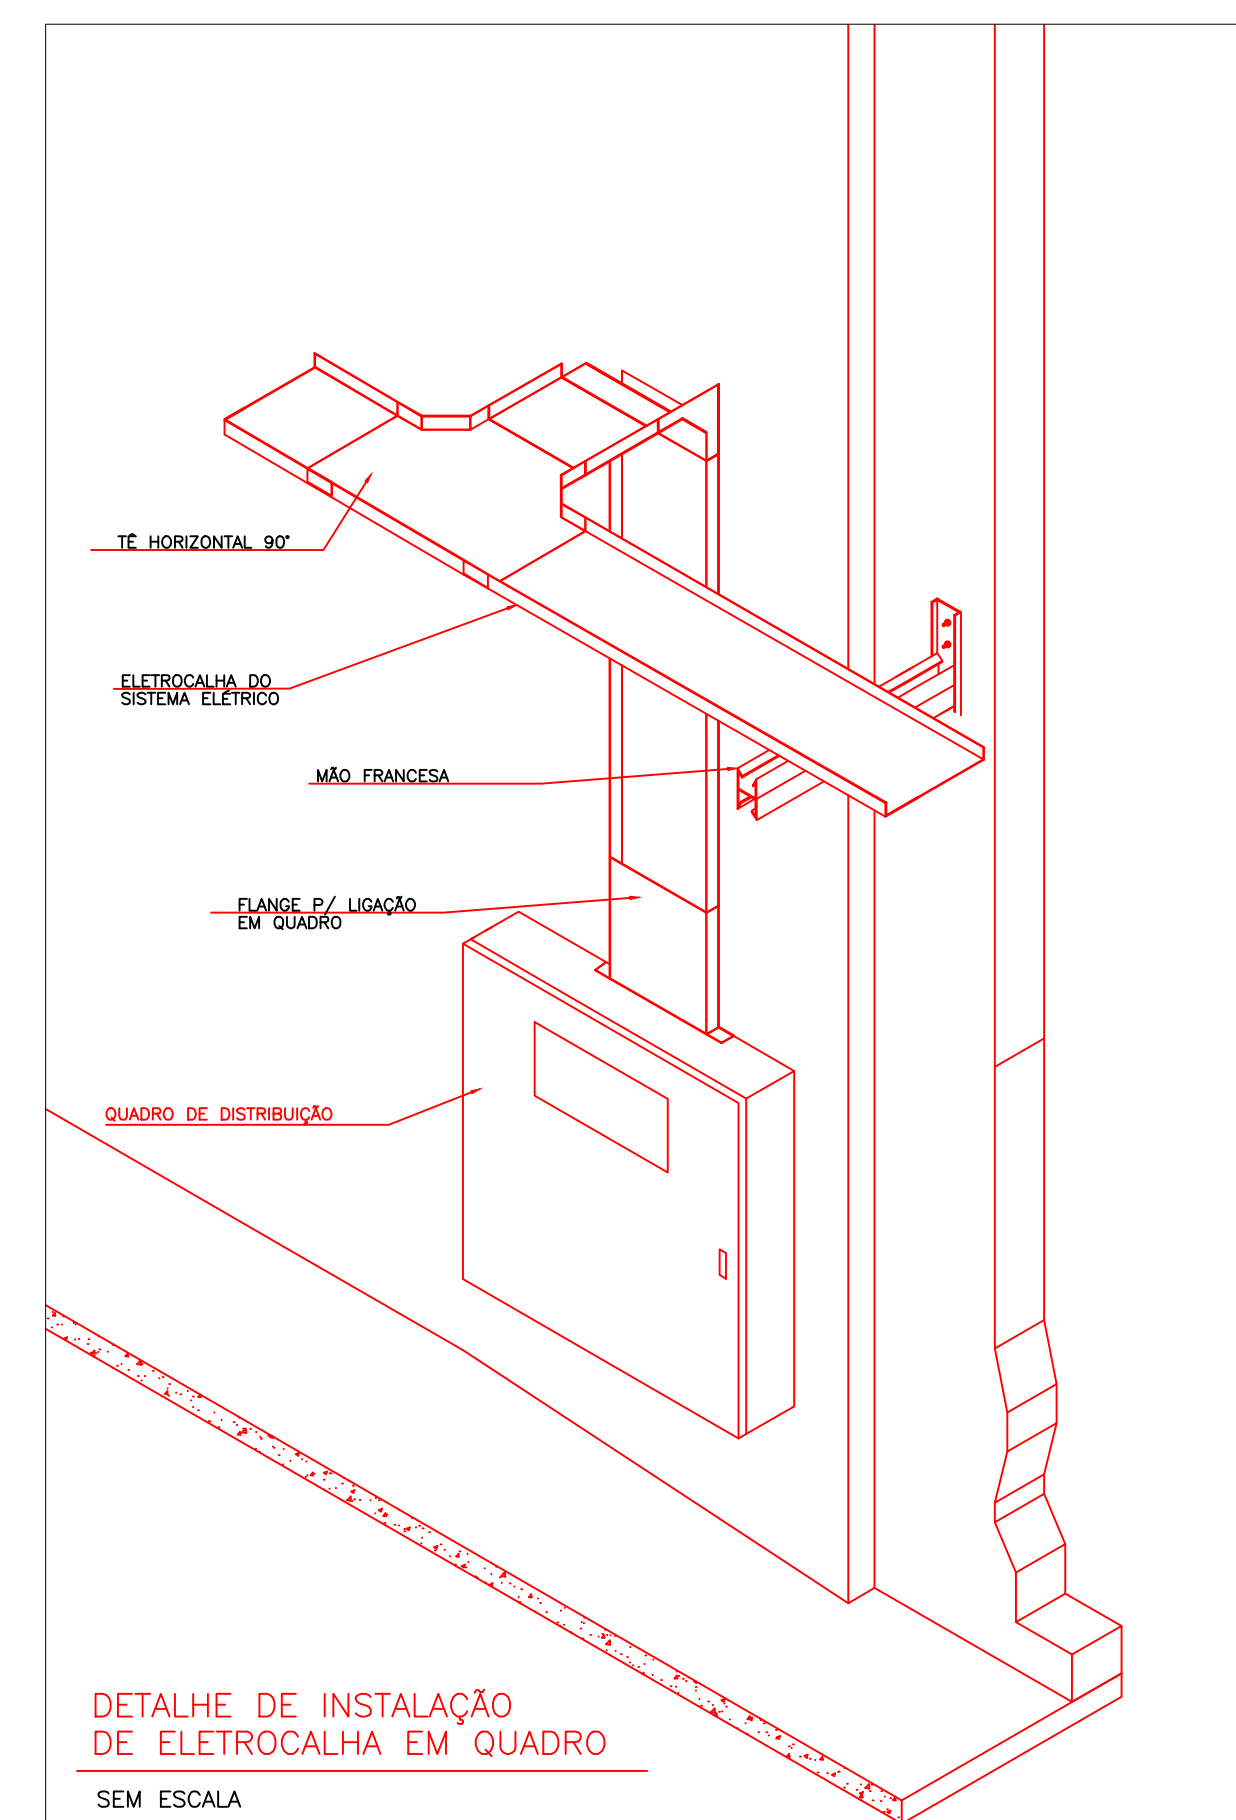 TÊ HORIZONTAL 90°
ELETROCALHA DO
SISTEMA ELÉTRICO
MÃO FRANCESA
FLANGE P/ LIGAÇÃO
EM QUADRO
QUADRO DE DISTRIBUIÇÃO
DETALHE DE INSTALAÇÃO
DE ELETROCALHA EM QUADRO
SEM ESCALA